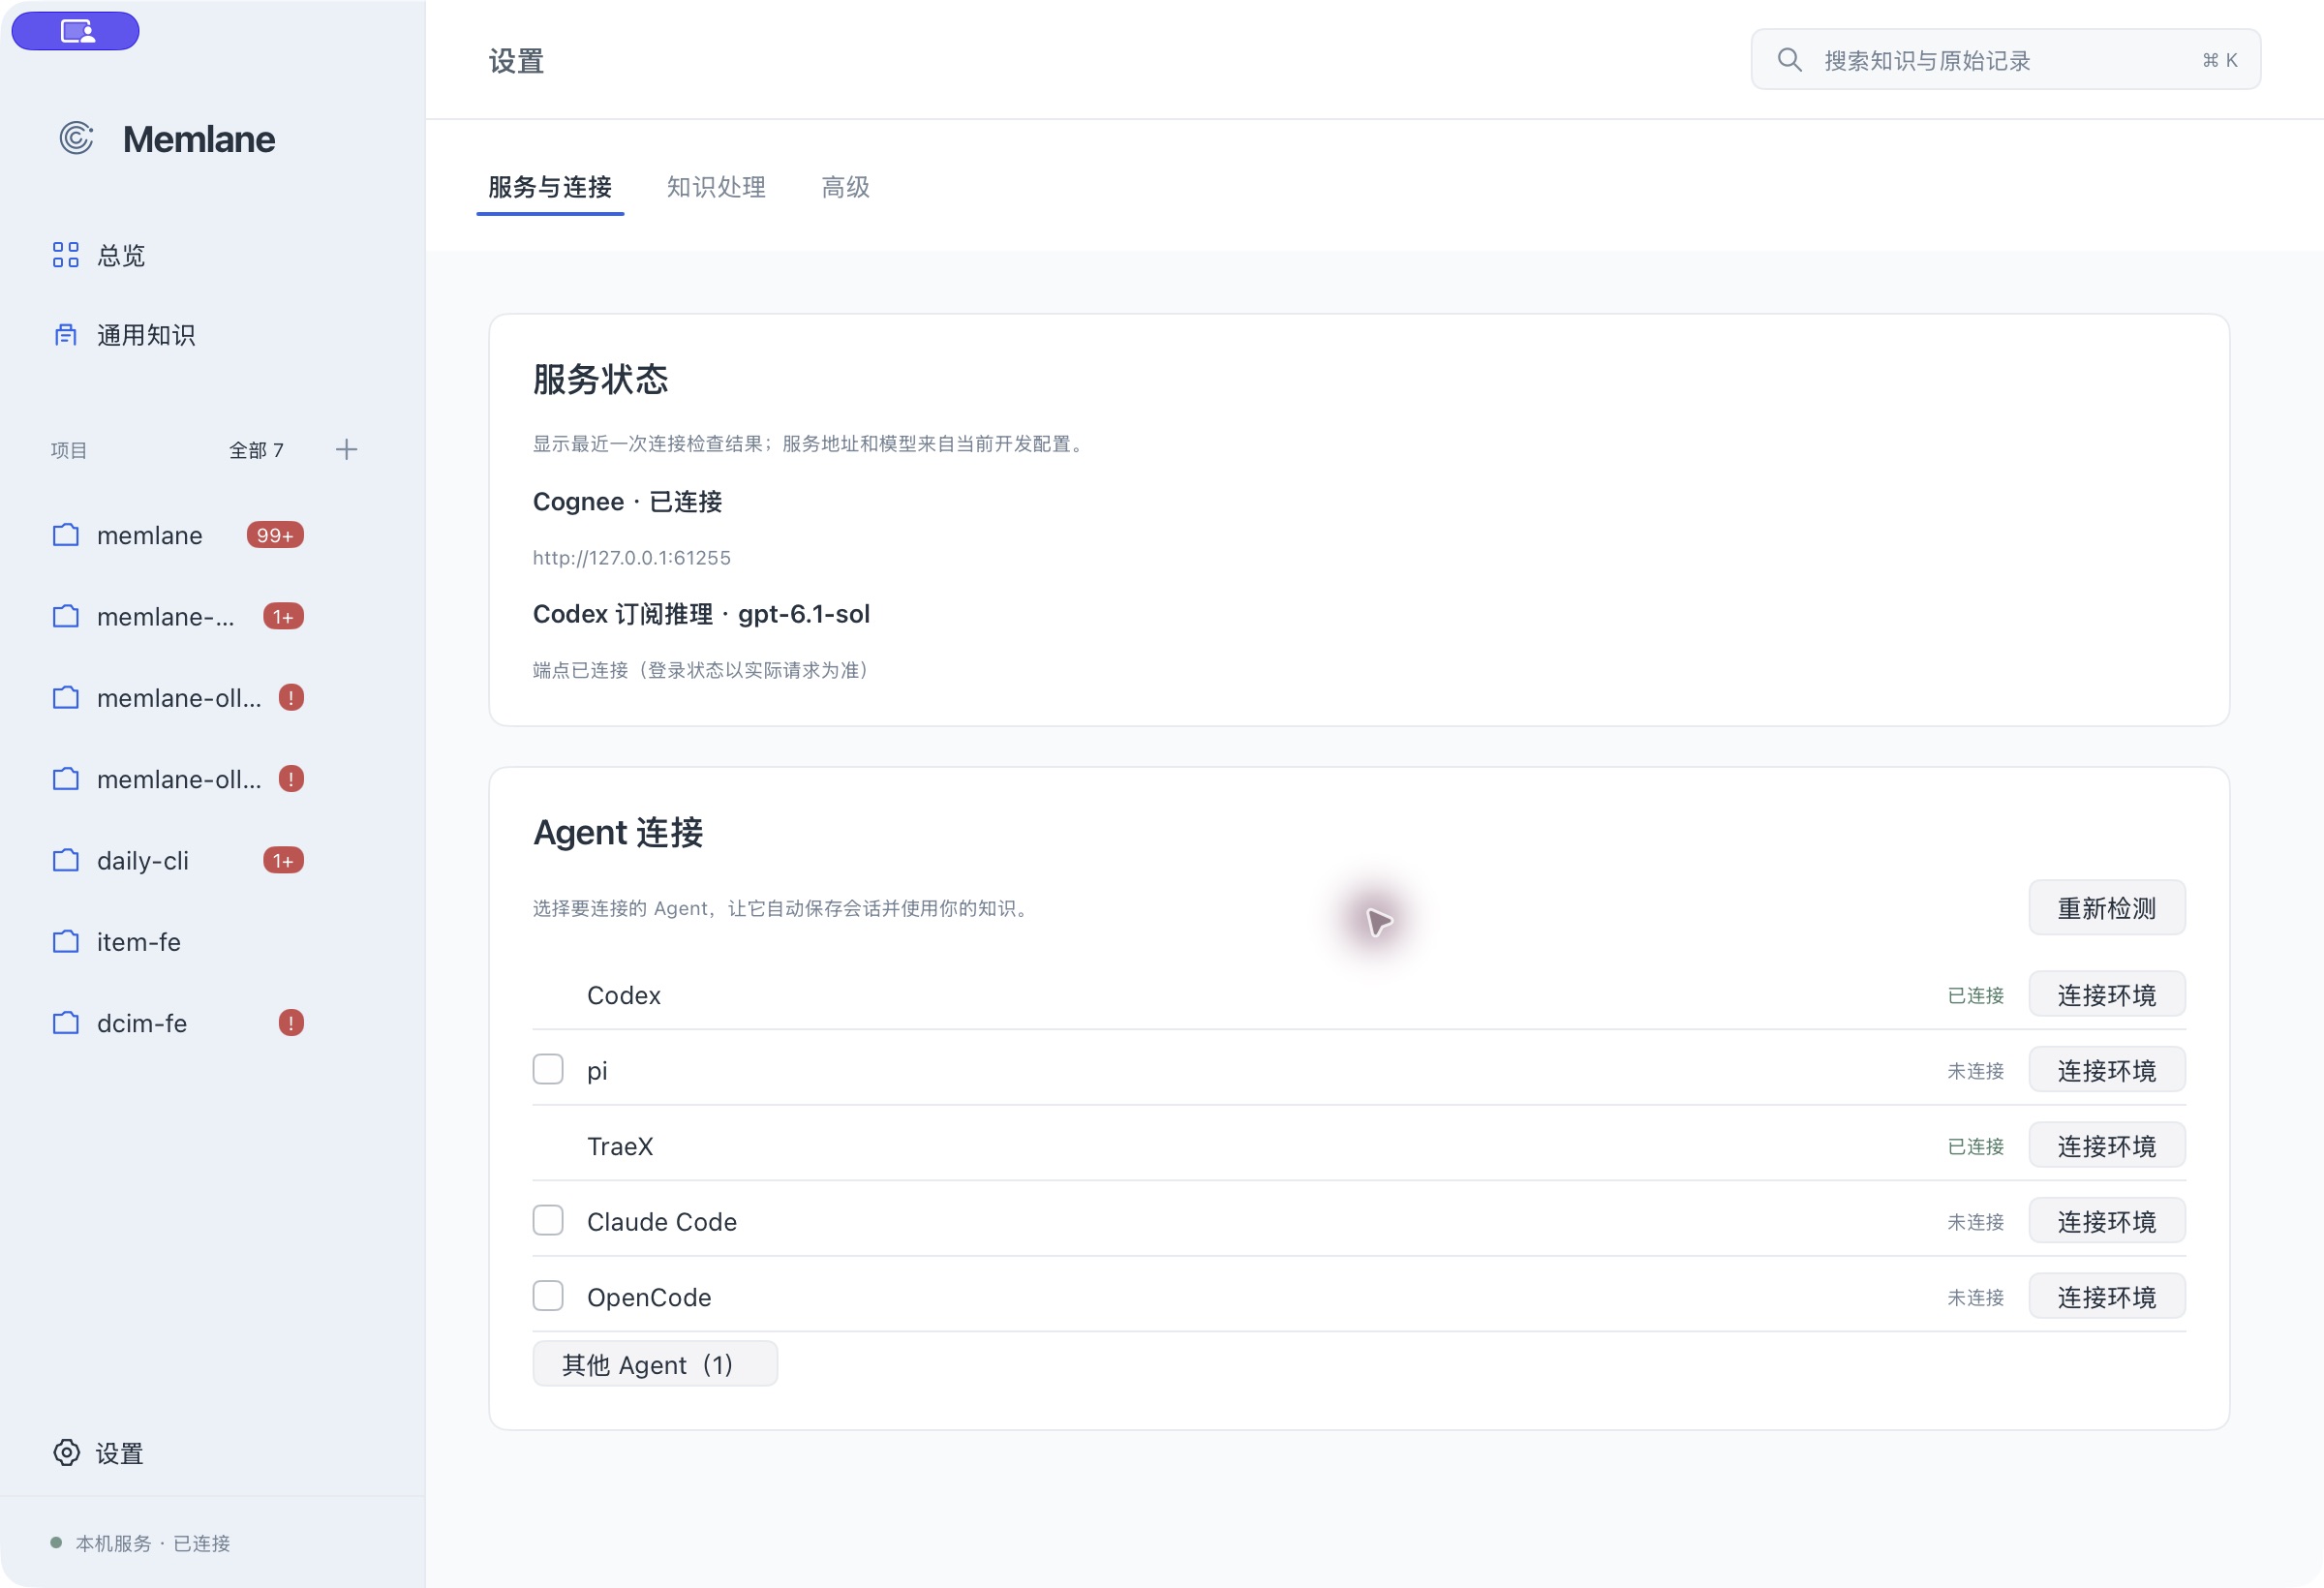 Memlane
总览
通用知识
项目 全部 7
memlane 99+
memlane-... 1+
memlane-oll... !
memlane-oll... !
daily-cli 1+
item-fe
dcim-fe !
设置
本机服务 · 已连接
设置
搜索知识与原始记录 ⌘ K
服务与连接 知识处理 高级
服务状态
显示最近一次连接检查结果；服务地址和模型来自当前开发配置。
Cognee · 已连接
http://127.0.0.1:61255
Codex 订阅推理 · gpt-6.1-sol
端点已连接（登录状态以实际请求为准）
Agent 连接
选择要连接的 Agent，让它自动保存会话并使用你的知识。 重新检测
Codex 已连接 连接环境
pi 未连接 连接环境
TraeX 已连接 连接环境
Claude Code 未连接 连接环境
OpenCode 未连接 连接环境
其他 Agent（1）